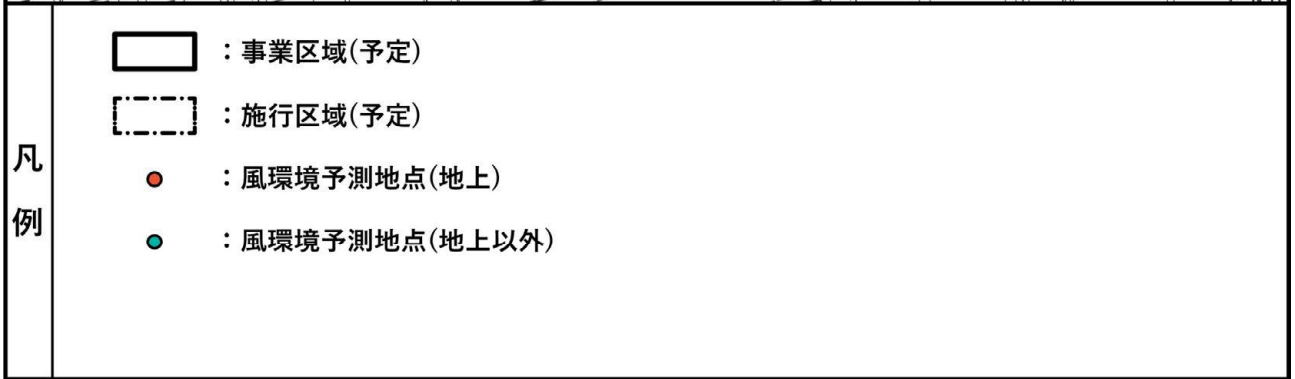 凡例
：事業区域(予定)
：施行区域(予定)
：風環境予測地点(地上)
：風環境予測地点(地上以外)